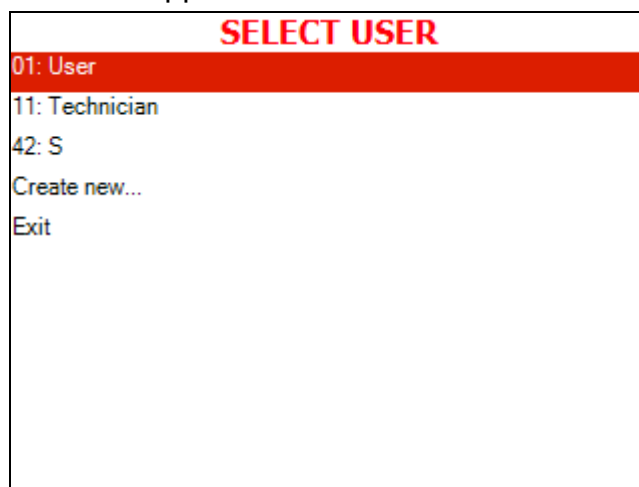 SELECT USER
01: User
11: Technician
42: S
Create new...
Exit